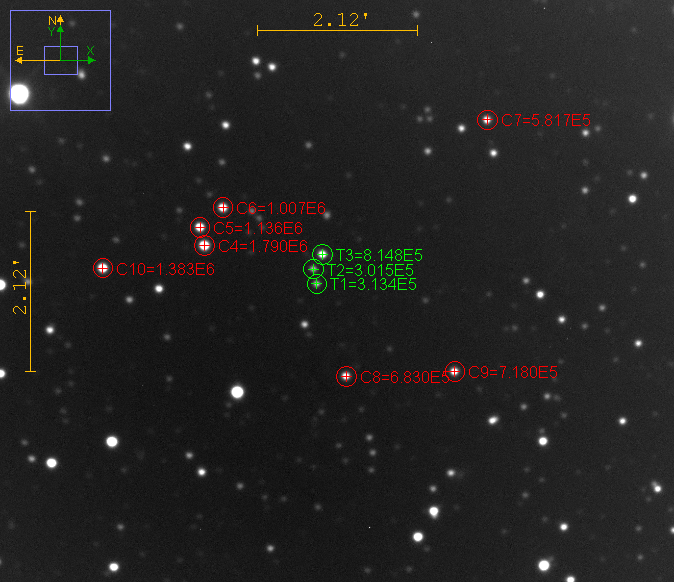 2.12'
N
Y
E
X
C7=5.817E5
C6=1.007E6
C5=1.136E6
C4=1.790E6
T3=8.148E5
C10=1.383E6
T2=3.015E5
T1=3.134E5
2.12'
C9=7.180E5
C8=6.830E5